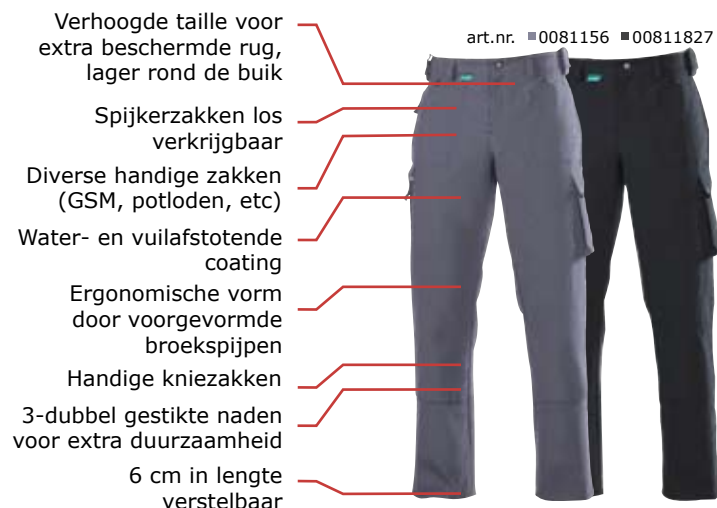 Verhoogde taille voor
extra beschermde rug,
lager rond de buik
art.nr. 0081156 00811827
Spijkerzakken los
verkrijgbaar
Diverse handige zakken
(GSM, potloden, etc)
Water- en vuilafstotende
coating
Ergonomische vorm
door voorgevormde
broekspijpen
Handige kniezakken
3-dubbel gestikte naden
voor extra duurzaamheid
6 cm in lengte
verstelbaar